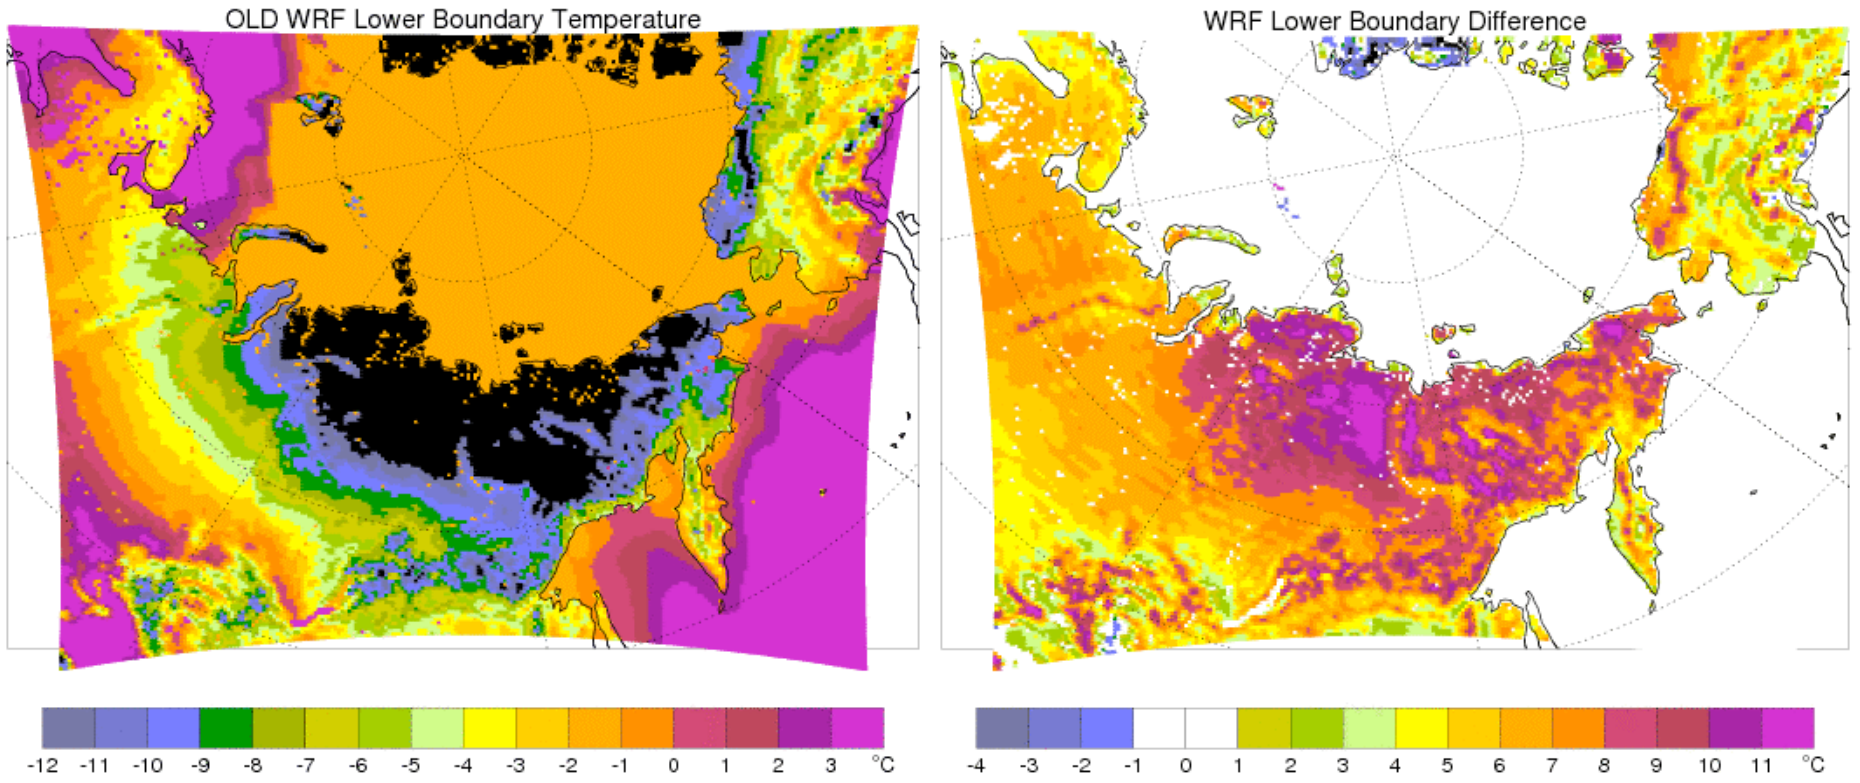 OLD WRF Lower Boundary Temperature
WRF Lower Boundary Difference
-12 -11 -10 -9 -8 -7 -6 -5 -4 -3 -2 -1 0 1 2 3 °C
-4 -3 -2 -1 0 1 2 3 4 5 6 7 8 9 10 11 °C